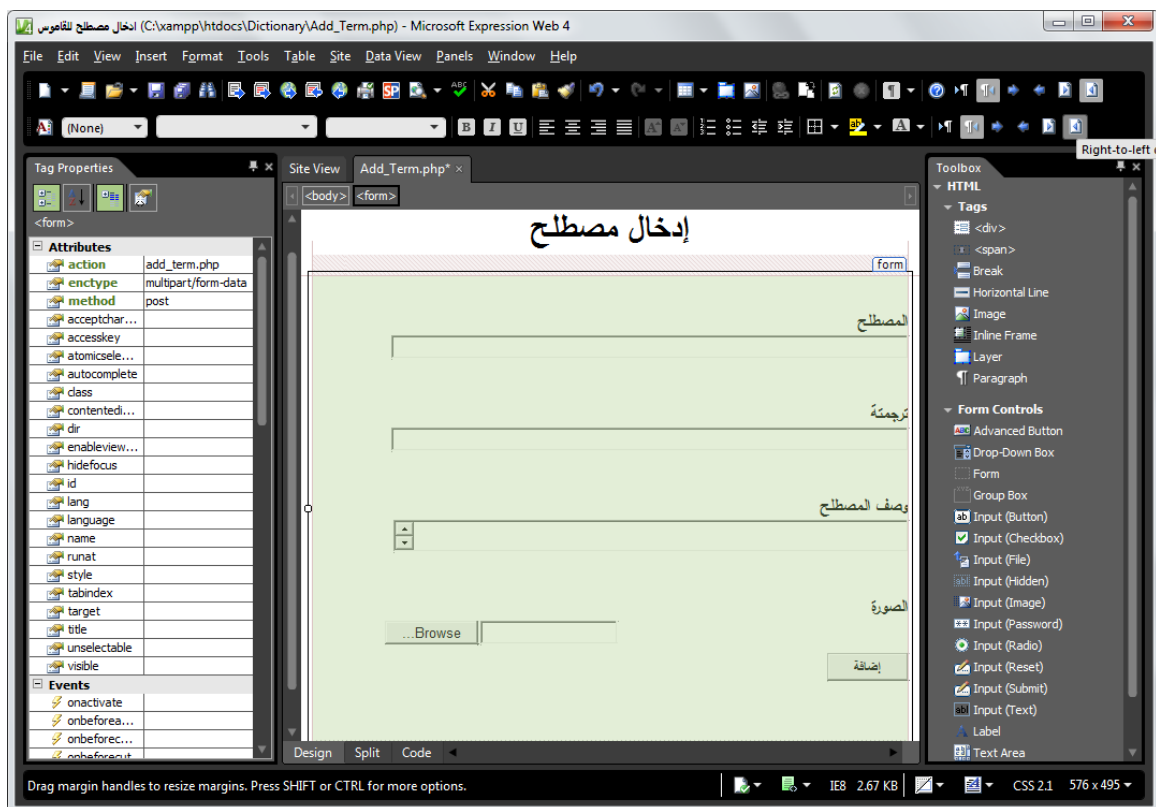 ادخال مصطلح للقاموس (C:\xampp\htdocs\Dictionary\Add_Term.php) - Microsoft Expression Web 4
File Edit View Insert Format Tools Table Site Data View Panels Window Help
(None)
Right-to-left
Tag Properties
<form>
Attributes
action add_term.php
enctype multipart/form-data
method post
acceptchar...
accesskey
atomicsele...
autocomplete
class
contentedi...
dir
enableview...
hidefocus
id
lang
language
name
runat
style
tabindex
target
title
unselectable
visible
Events
onactivate
onbeforea...
onbeforec...
onbeforecut
Site View Add_Term.php*
<body> <form>
إدخال مصطلح
form
المصطلح
ترجمتة
وصف المصطلح
الصورة
Browse...
إضافة
Design Split Code
Toolbox
HTML
Tags
<div>
<span>
Break
Horizontal Line
Image
Inline Frame
Layer
Paragraph
Form Controls
Advanced Button
Drop-Down Box
Form
Group Box
Input (Button)
Input (Checkbox)
Input (File)
Input (Hidden)
Input (Image)
Input (Password)
Input (Radio)
Input (Reset)
Input (Submit)
Input (Text)
Label
Text Area
Drag margin handles to resize margins. Press SHIFT or CTRL for more options.
IE8 2.67 KB CSS 2.1 576 x 495